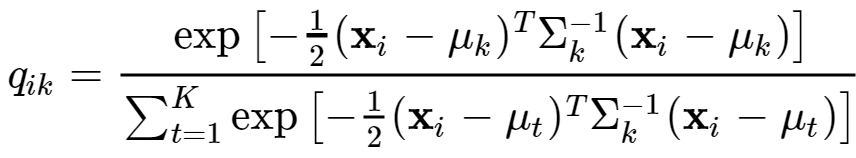 q_{ik} = \frac{\exp\left[-\frac{1}{2}(\mathbf{x}_i - \mu_k)^T \Sigma_k^{-1} (\mathbf{x}_i - \mu_k)\right]}{\sum_{t=1}^{K} \exp\left[-\frac{1}{2}(\mathbf{x}_i - \mu_t)^T \Sigma_k^{-1} (\mathbf{x}_i - \mu_t)\right]}